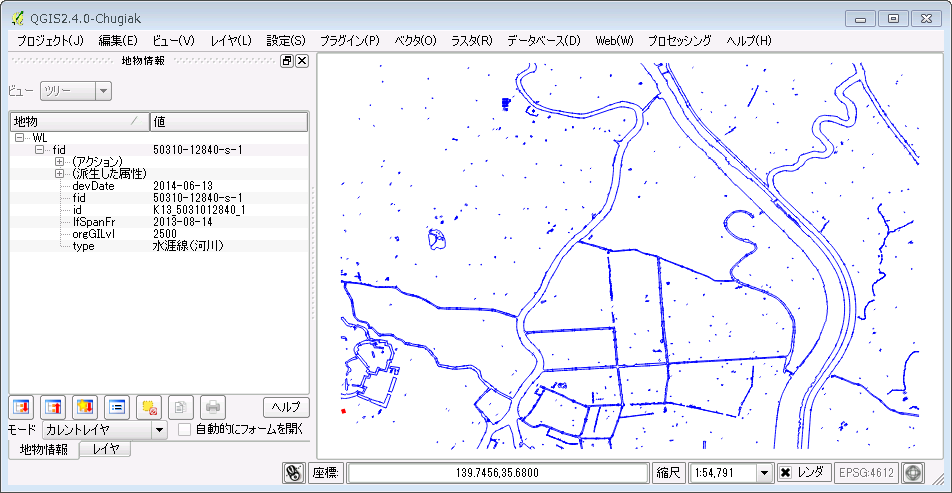 QGIS2.4.0-Chugiak
プロジェクト(J) 編集(E) ビュー(V) レイヤ(L) 設定(S) プラグイン(P) ベクタ(O) ラスタ(R) データベース(D) Web(W) プロセッシング ヘルプ(H)
地物情報
ビュー ツリー
地物 値
WL
fid 50310-12840-s-1
(アクション)
(派生した属性)
devDate 2014-06-13
fid 50310-12840-s-1
id K13_5031012840_1
lfSpanFr 2013-08-14
orgGILvl 2500
type 水涯線(河川)
ヘルプ
モード カレントレイヤ 自動的にフォームを開く
地物情報 レイヤ
座標: 139.7456,35.6800 縮尺 1:54,791 レンダ EPSG:4612